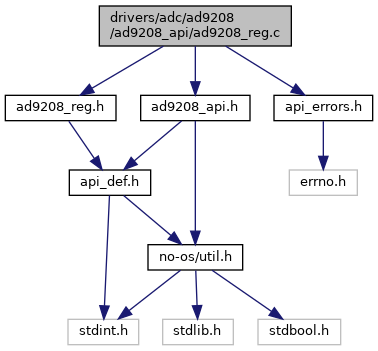 drivers/adc/ad9208
/ad9208_api/ad9208_reg.c
ad9208_reg.h
ad9208_api.h
api_errors.h
api_def.h
errno.h
no-os/util.h
stdint.h
stdlib.h
stdbool.h